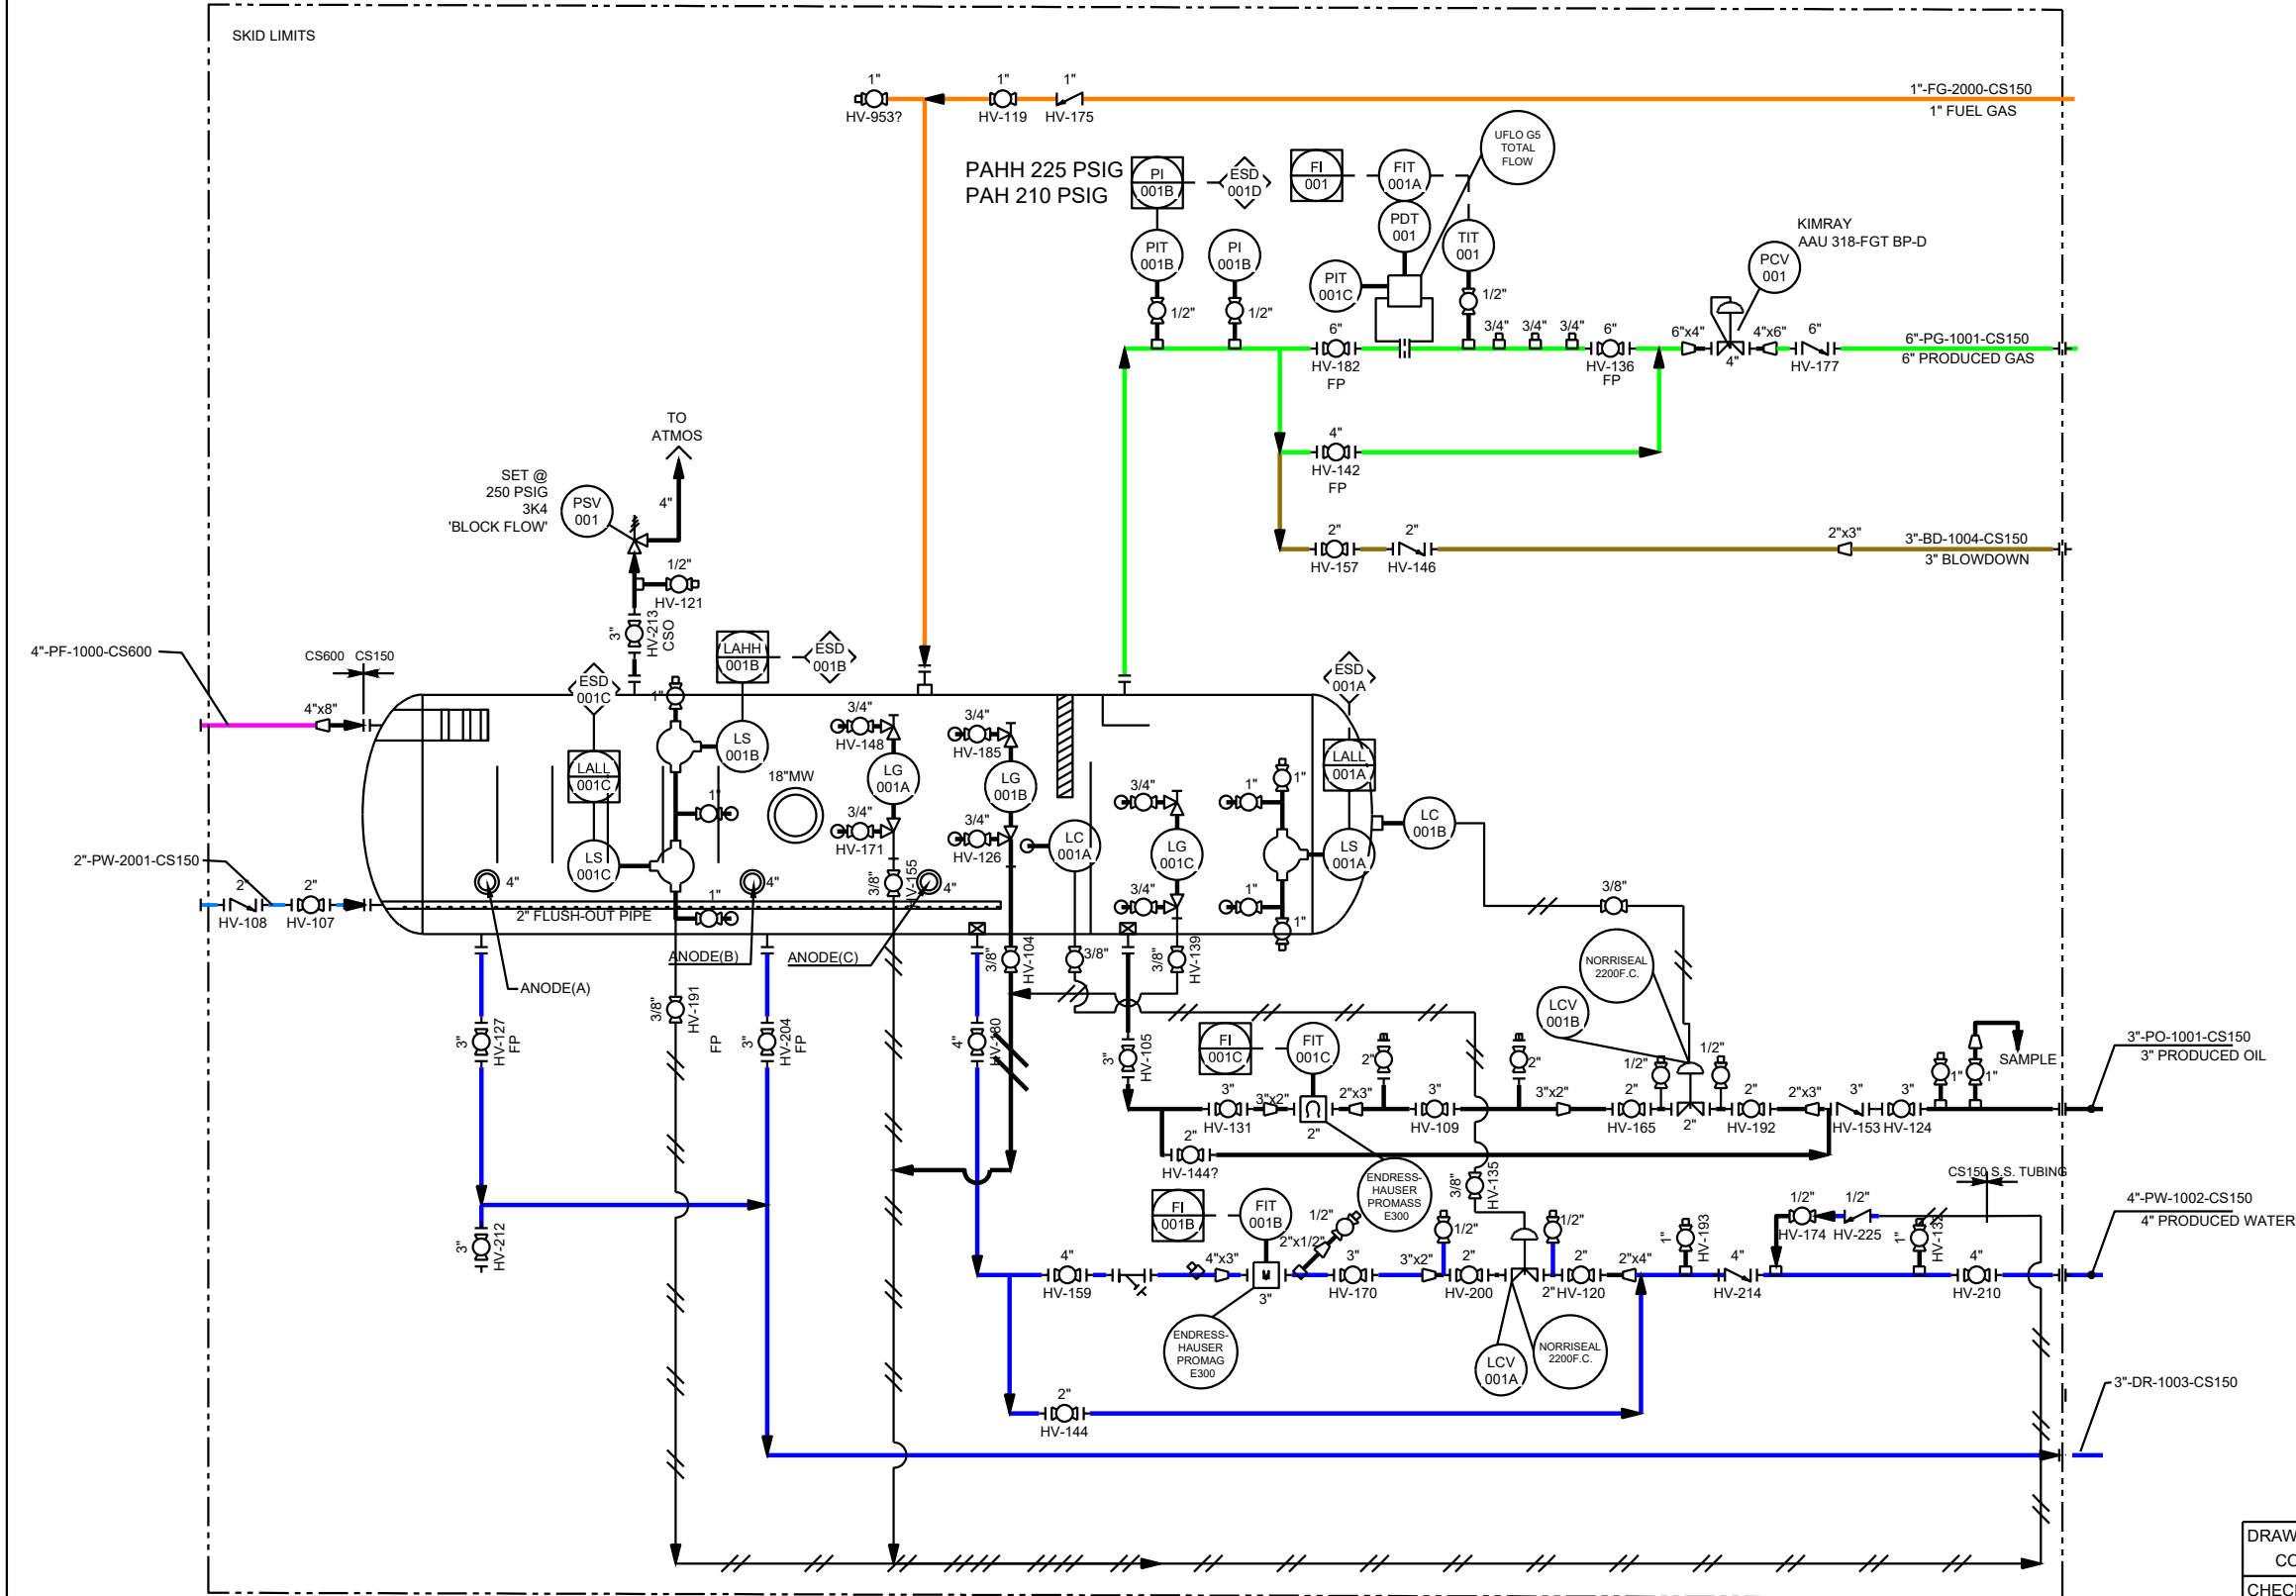 SKID LIMITS
1"
1"
1"
HV-953?
HV-119
HV-175
1"-FG-2000-CS150
1" FUEL GAS
UFLO G5
TOTAL
FLOW
PAHH 225 PSIG
PAH 210 PSIG
PI
001B
ESD
001D
FI
001
FIT
001A
PDT
001
TIT
001
PIT
001B
PI
001B
PIT
001C
KIMRAY
AAU 318-FGT BP-D
PCV
001
1/2"
1/2"
1/2"
6"
3/4"
3/4"
3/4"
6"
6"x4"
4"x6"
6"
6"-PG-1001-CS150
6" PRODUCED GAS
HV-182
FP
HV-136
FP
4"
HV-177
4"
HV-142
FP
TO
ATMOS
SET @
250 PSIG
3K4
'BLOCK FLOW'
PSV
001
4"
2"
HV-157
2"
HV-146
2"x3"
3"-BD-1004-CS150
3" BLOWDOWN
1/2"
HV-121
3"
HV-213
CSO
4"-PF-1000-CS600
CS600
CS150
4"x8"
LAHH
001B
ESD
001B
ESD
001C
1"
ESD
001A
LS
001B
LALL
001C
18"MW
3/4"
HV-148
LG
001A
3/4"
HV-171
3/4"
HV-185
LG
001B
3/4"
HV-126
LC
001A
3/4"
LG
001C
3/4"
1"
1"
1"
1"
LALL
001A
LS
001A
LC
001B
LS
001C
1"
1"
2"-PW-2001-CS150
2"
HV-108
2"
HV-107
4"
4"
4"
2" FLUSH-OUT PIPE
3/8"
HV-155
ANODE(A)
ANODE(B)
ANODE(C)
3/8"
HV-104
3/8"
3/8"
HV-139
3/8"
NORRISEAL
2200F.C.
LCV
001B
3"
HV-127
FP
3/8"
HV-191
FP
3"
HV-204
FP
4"
HV-180
3"
HV-105
FI
001C
FIT
001C
2"
2"
1/2"
1/2"
1"
1"
SAMPLE
3"-PO-1001-CS150
3" PRODUCED OIL
3"
HV-131
3"x2"
2"
2"x3"
3"
HV-109
3"x2"
2"
HV-165
2"
2"
HV-192
2"x3"
3"
HV-153
3"
HV-124
2"
HV-144?
ENDRESS-
HAUSER
PROMASS
E300
3/8"
HV-135
CS150
S.S. TUBING
4"-PW-1002-CS150
4" PRODUCED WATER
FI
001B
FIT
001B
1/2"
2"x1/2"
1/2"
1/2"
1"
HV-193
1/2"
HV-174
1/2"
HV-225
1"
HV-132
3"
HV-212
4"
HV-159
4"x3"
3"
3"
HV-170
3"x2"
2"
HV-200
2"
2"
HV-120
2"x4"
4"
HV-214
4"
HV-210
ENDRESS-
HAUSER
PROMAG
E300
LCV
001A
NORRISEAL
2200F.C.
2"
HV-144
3"-DR-1003-CS150
DRAW
CO
CHEC